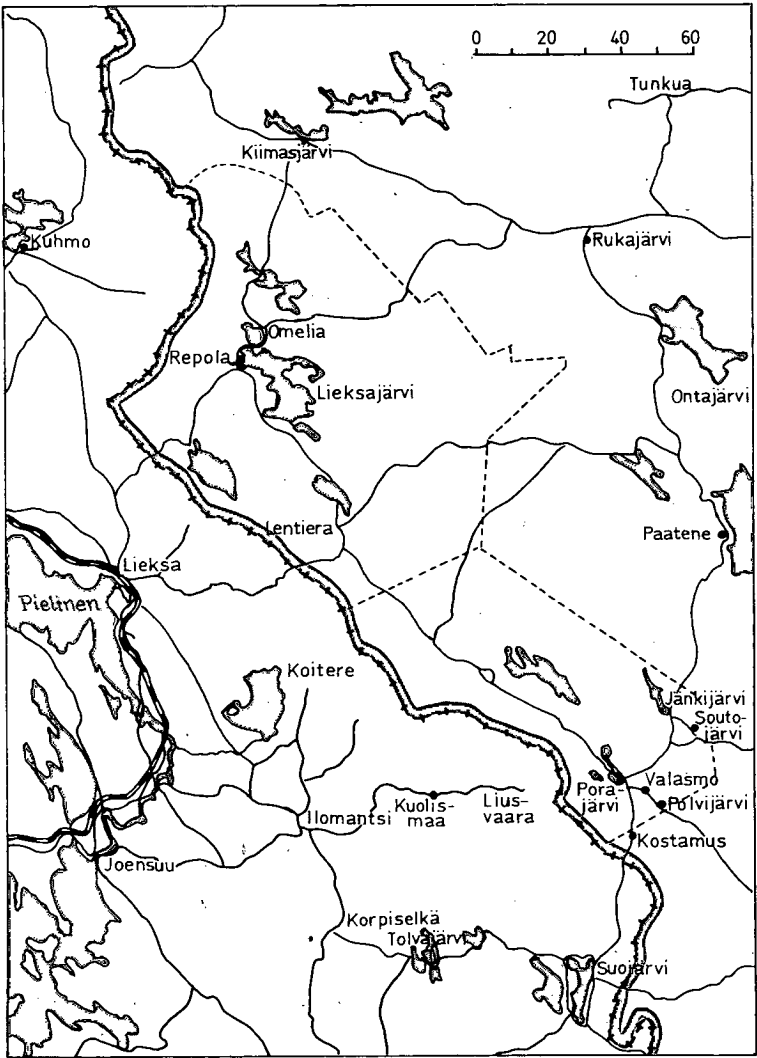 0 20 40 60
Tunkua
Kiimasjärvi
Kuhmo
Rukajärvi
Omelia
Repola
Lieksajärvi
Ontajärvi
Lentiera
Paatene
Lieksa
Pielinen
Koitere
Jänkijärvi
Souto-
järvi
Pora-
järvi
Valasmo
Polvijärvi
Kuolis-
maa
Lius-
vaara
Ilomantsi
Kostamus
Joensuu
Korpiselkä
Tolvajärvi
Suojärvi